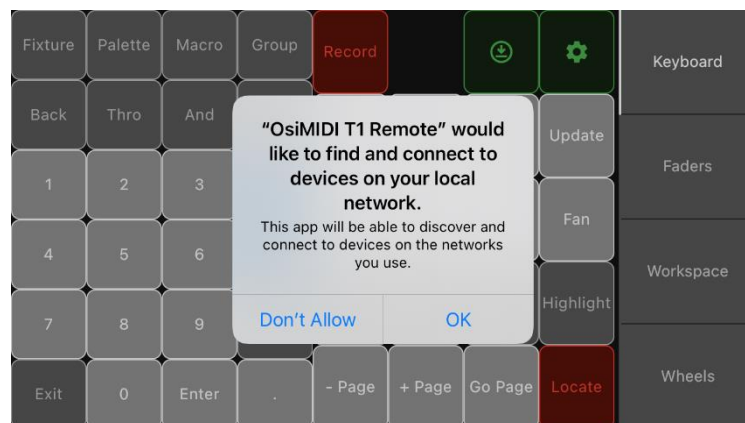 Fixture
Palette
Macro
Group
Record
Keyboard
Back
Thro
And
Update
“OsiMIDI T1 Remote” would
like to find and connect to
devices on your local
network.
This app will be able to discover and
connect to devices on the networks
you use.
Don’t Allow
OK
1
2
3
Fan
Faders
4
5
6
Workspace
7
8
9
Highlight
Exit
0
Enter
.
- Page
+ Page
Go Page
Locate
Wheels